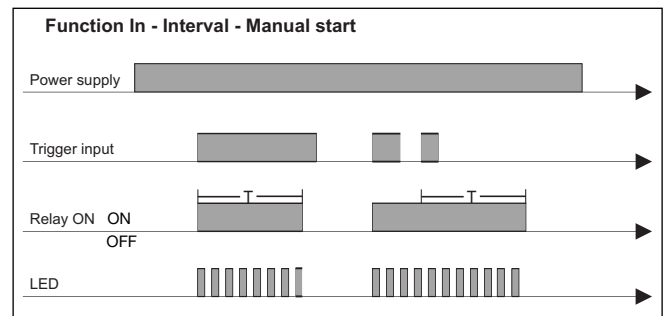 Function In - Interval - Manual start
Power supply
Trigger input
T T
Relay ON ON
OFF
LED